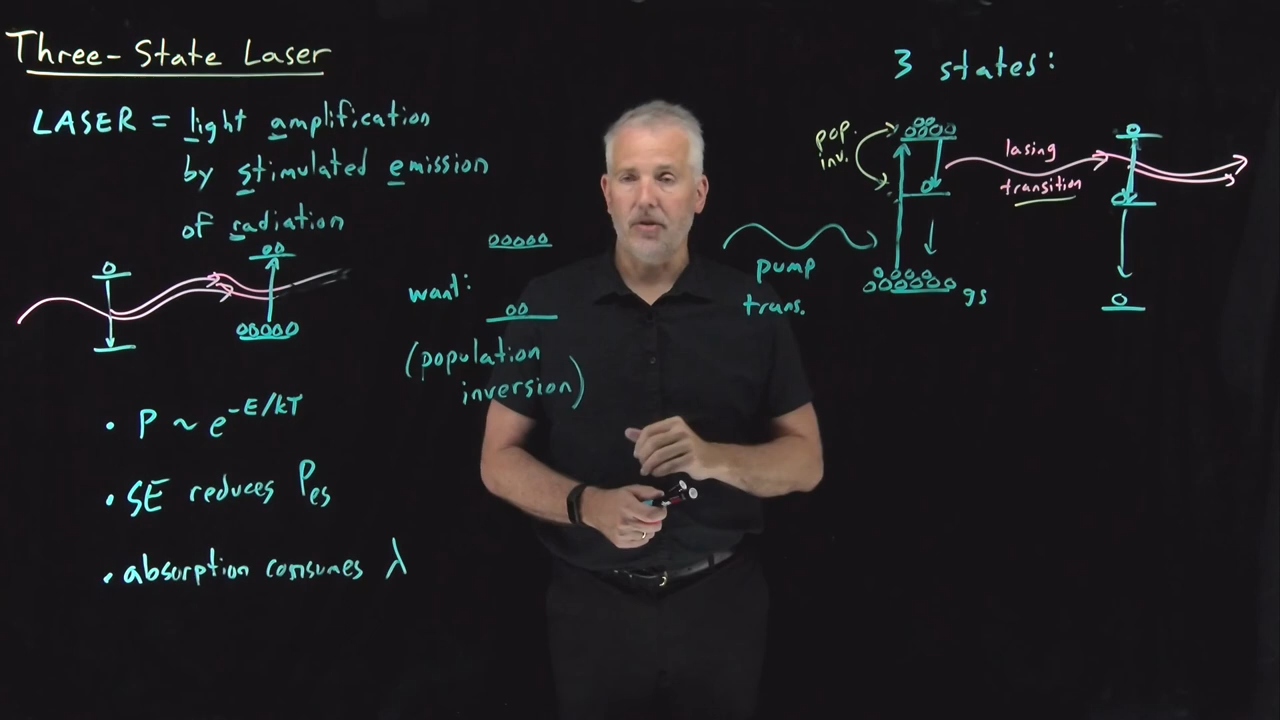 Three-State Laser
LASER = light amplification
by stimulated emission
of radiation
want:
(population
inversion)
• P ~ e^-E/kT
• SE reduces P_es
• absorption consumes λ
3 states:
pop.
inv.
lasing
transition
pump
trans.
gs